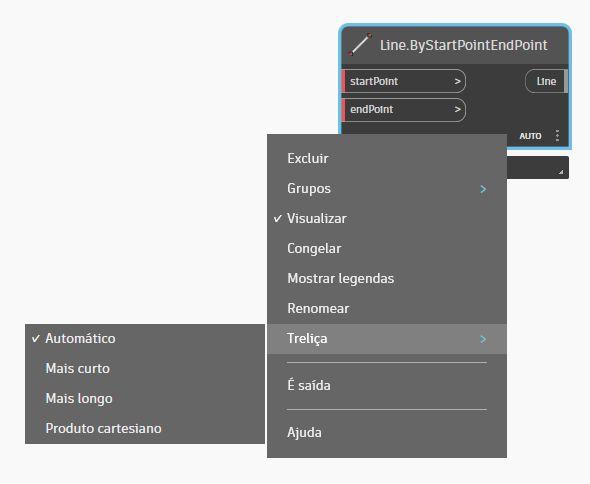 Line.ByStartPointEndPoint
startPoint >
Line
endPoint >
AUTO
Excluir
Grupos
Visualizar
Congelar
Mostrar legendas
Renomear
Treliça
É saída
Ajuda
Automático
Mais curto
Mais longo
Produto cartesiano